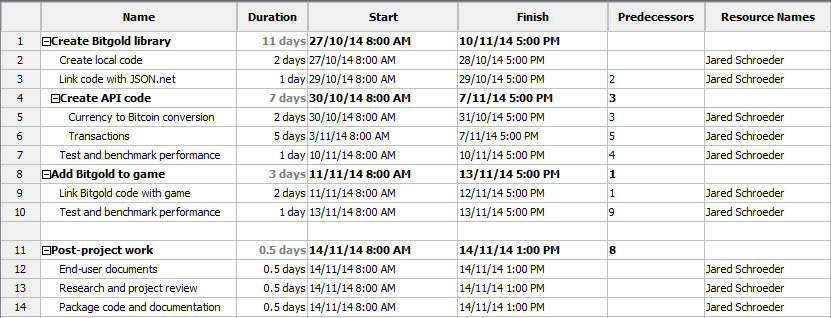 Name Duration Start Finish Predecessors Resource Names
1 Create Bitgold library 11 days 27/10/14 8:00 AM 10/11/14 5:00 PM
2 Create local code 2 days 27/10/14 8:00 AM 28/10/14 5:00 PM Jared Schroeder
3 Link code with JSON.net 1 day 29/10/14 8:00 AM 29/10/14 5:00 PM 2 Jared Schroeder
4 Create API code 7 days 30/10/14 8:00 AM 7/11/14 5:00 PM 3
5 Currency to Bitcoin conversion 2 days 30/10/14 8:00 AM 31/10/14 5:00 PM 3 Jared Schroeder
6 Transactions 5 days 3/11/14 8:00 AM 7/11/14 5:00 PM 5 Jared Schroeder
7 Test and benchmark performance 1 day 10/11/14 8:00 AM 10/11/14 5:00 PM 4 Jared Schroeder
8 Add Bitgold to game 3 days 11/11/14 8:00 AM 13/11/14 5:00 PM 1
9 Link Bitgold code with game 2 days 11/11/14 8:00 AM 12/11/14 5:00 PM 1 Jared Schroeder
10 Test and benchmark performance 1 day 13/11/14 8:00 AM 13/11/14 5:00 PM 9 Jared Schroeder
11 Post-project work 0.5 days 14/11/14 8:00 AM 14/11/14 1:00 PM 8
12 End-user documents 0.5 days 14/11/14 8:00 AM 14/11/14 1:00 PM Jared Schroeder
13 Research and project review 0.5 days 14/11/14 8:00 AM 14/11/14 1:00 PM Jared Schroeder
14 Package code and documentation 0.5 days 14/11/14 8:00 AM 14/11/14 1:00 PM Jared Schroeder